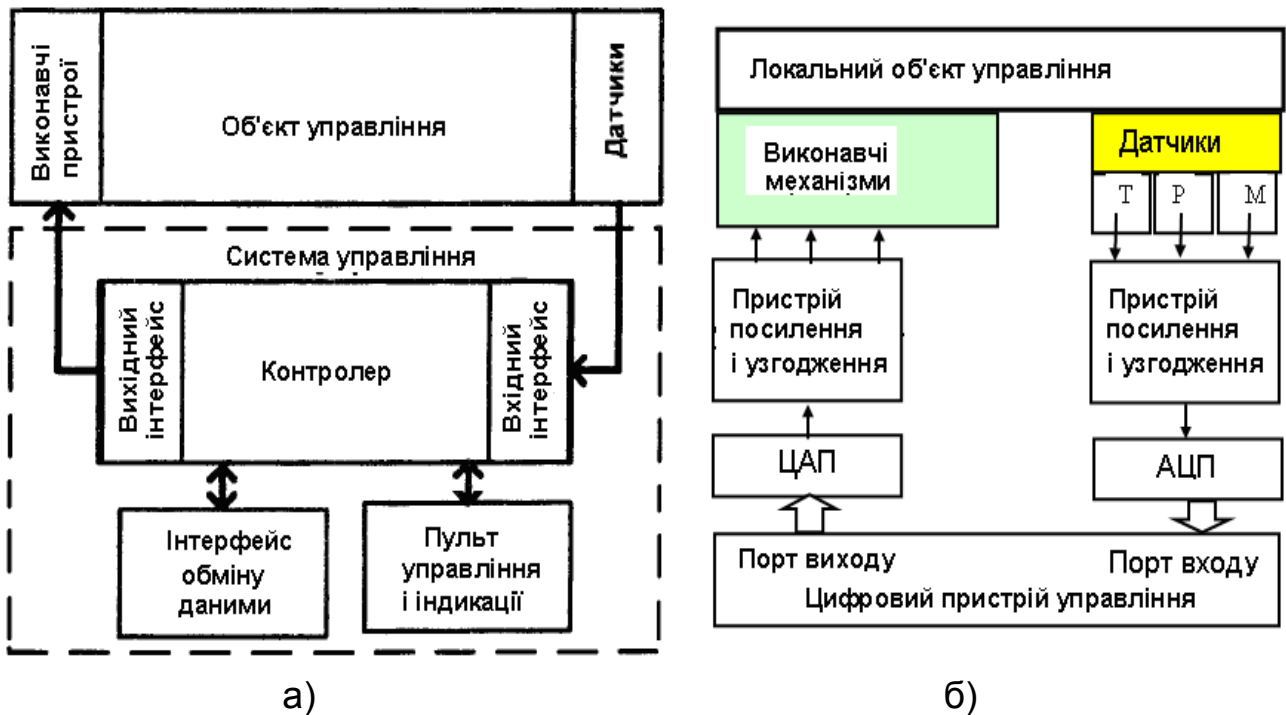 Виконавчі
пристрої
Об'єкт управління
Датчики
Система управління
Вихідний
інтерфейс
Контролер
Вхідний
інтерфейс
Інтерфейс
обміну
даними
Пульт
управління
і індикації
а)
Локальний об'єкт управління
Виконавчі
механізми
Датчики
T P M
Пристрій
посилення
і узгодження
Пристрій
посилення
і узгодження
ЦАП
АЦП
Порт виходу
Порт входу
Цифровий пристрій управління
б)